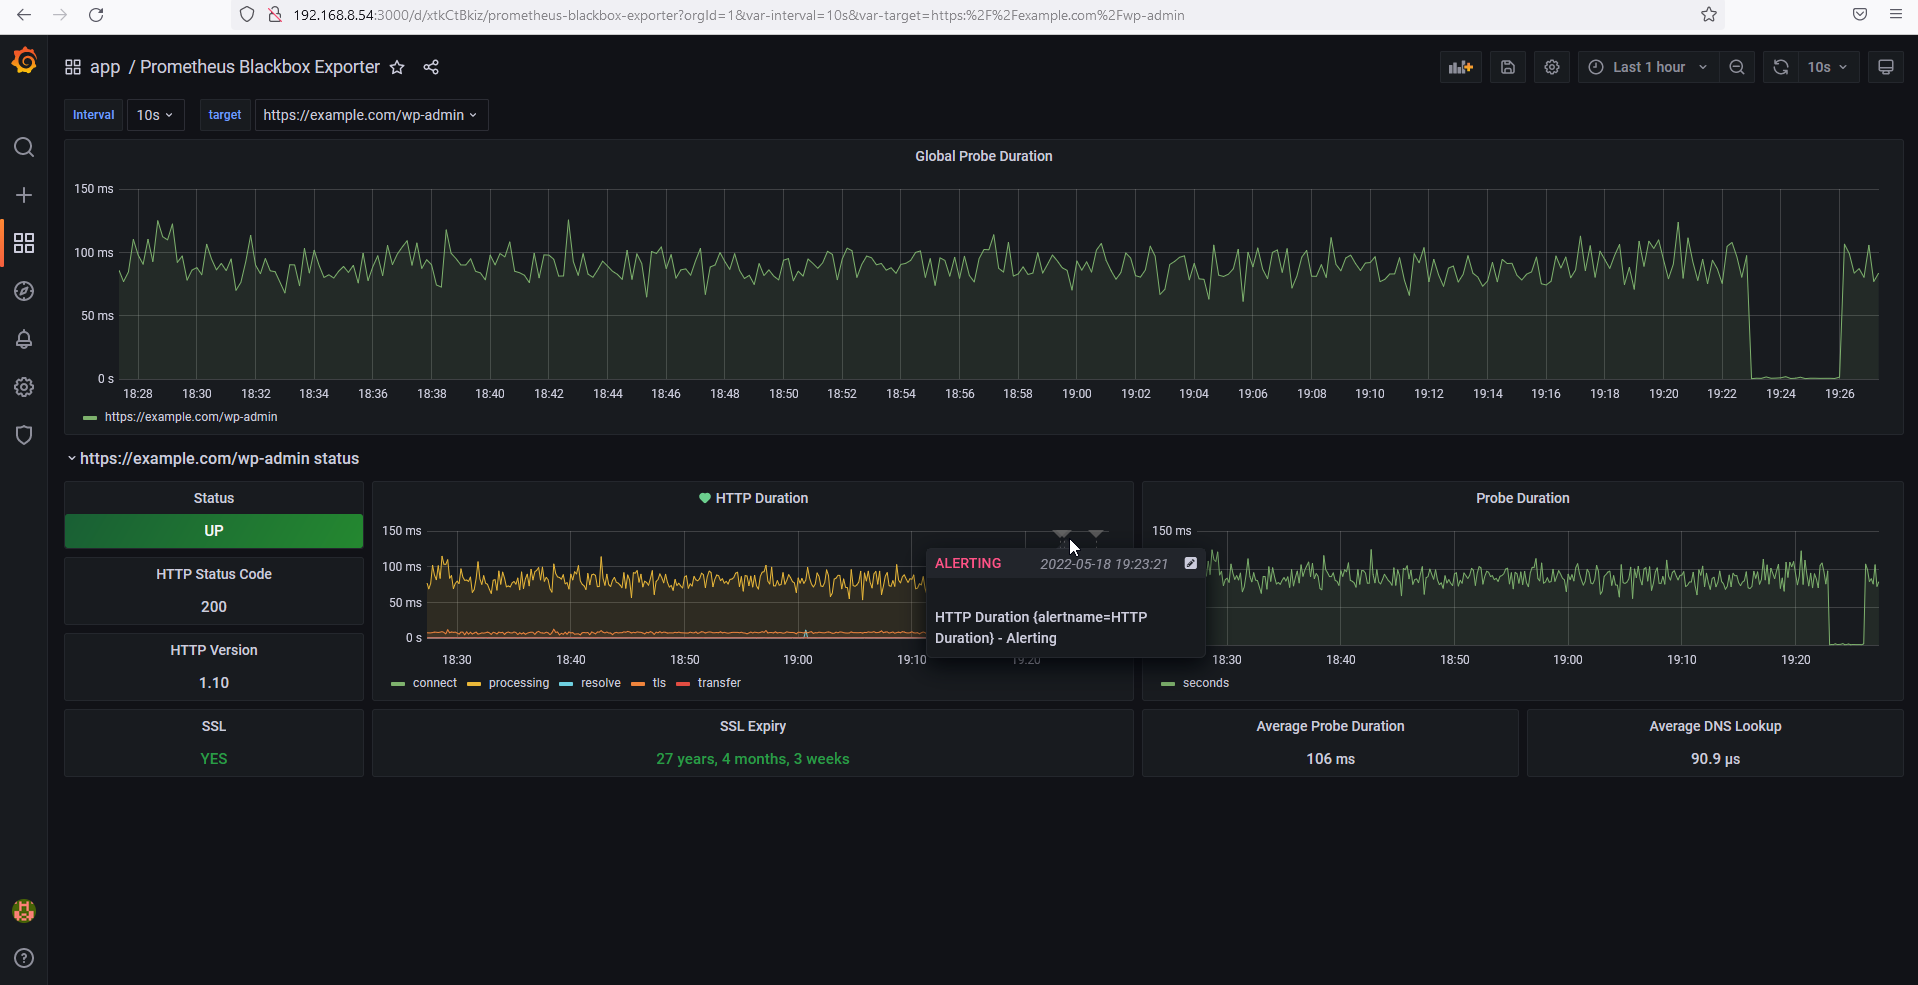 192.168.8.54:3000/d/xtkCtBkiz/prometheus-blackbox-exporter?orgId=1&var-interval=10s&var-target=https:%2F%2Fexample.com%2Fwp-admin
app / Prometheus Blackbox Exporter
Last 1 hour
10s
Interval 10s target https://example.com/wp-admin
Global Probe Duration
150 ms
100 ms
50 ms
0 s
18:28 18:30 18:32 18:34 18:36 18:38 18:40 18:42 18:44 18:46 18:48 18:50 18:52 18:54 18:56 18:58 19:00 19:02 19:04 19:06 19:08 19:10 19:12 19:14 19:16 19:18 19:20 19:22 19:24 19:26
https://example.com/wp-admin
https://example.com/wp-admin status
Status
UP
HTTP Status Code
200
HTTP Version
1.10
SSL
YES
HTTP Duration
150 ms
100 ms
50 ms
0 s
18:30 18:40 18:50 19:00 19:10 19:20
connect processing resolve tls transfer
ALERTING 2022-05-18 19:23:21
HTTP Duration {alertname=HTTP
Duration} - Alerting
Probe Duration
150 ms
18:30 18:40 18:50 19:00 19:10 19:20
seconds
SSL Expiry
27 years, 4 months, 3 weeks
Average Probe Duration
106 ms
Average DNS Lookup
90.9 µs